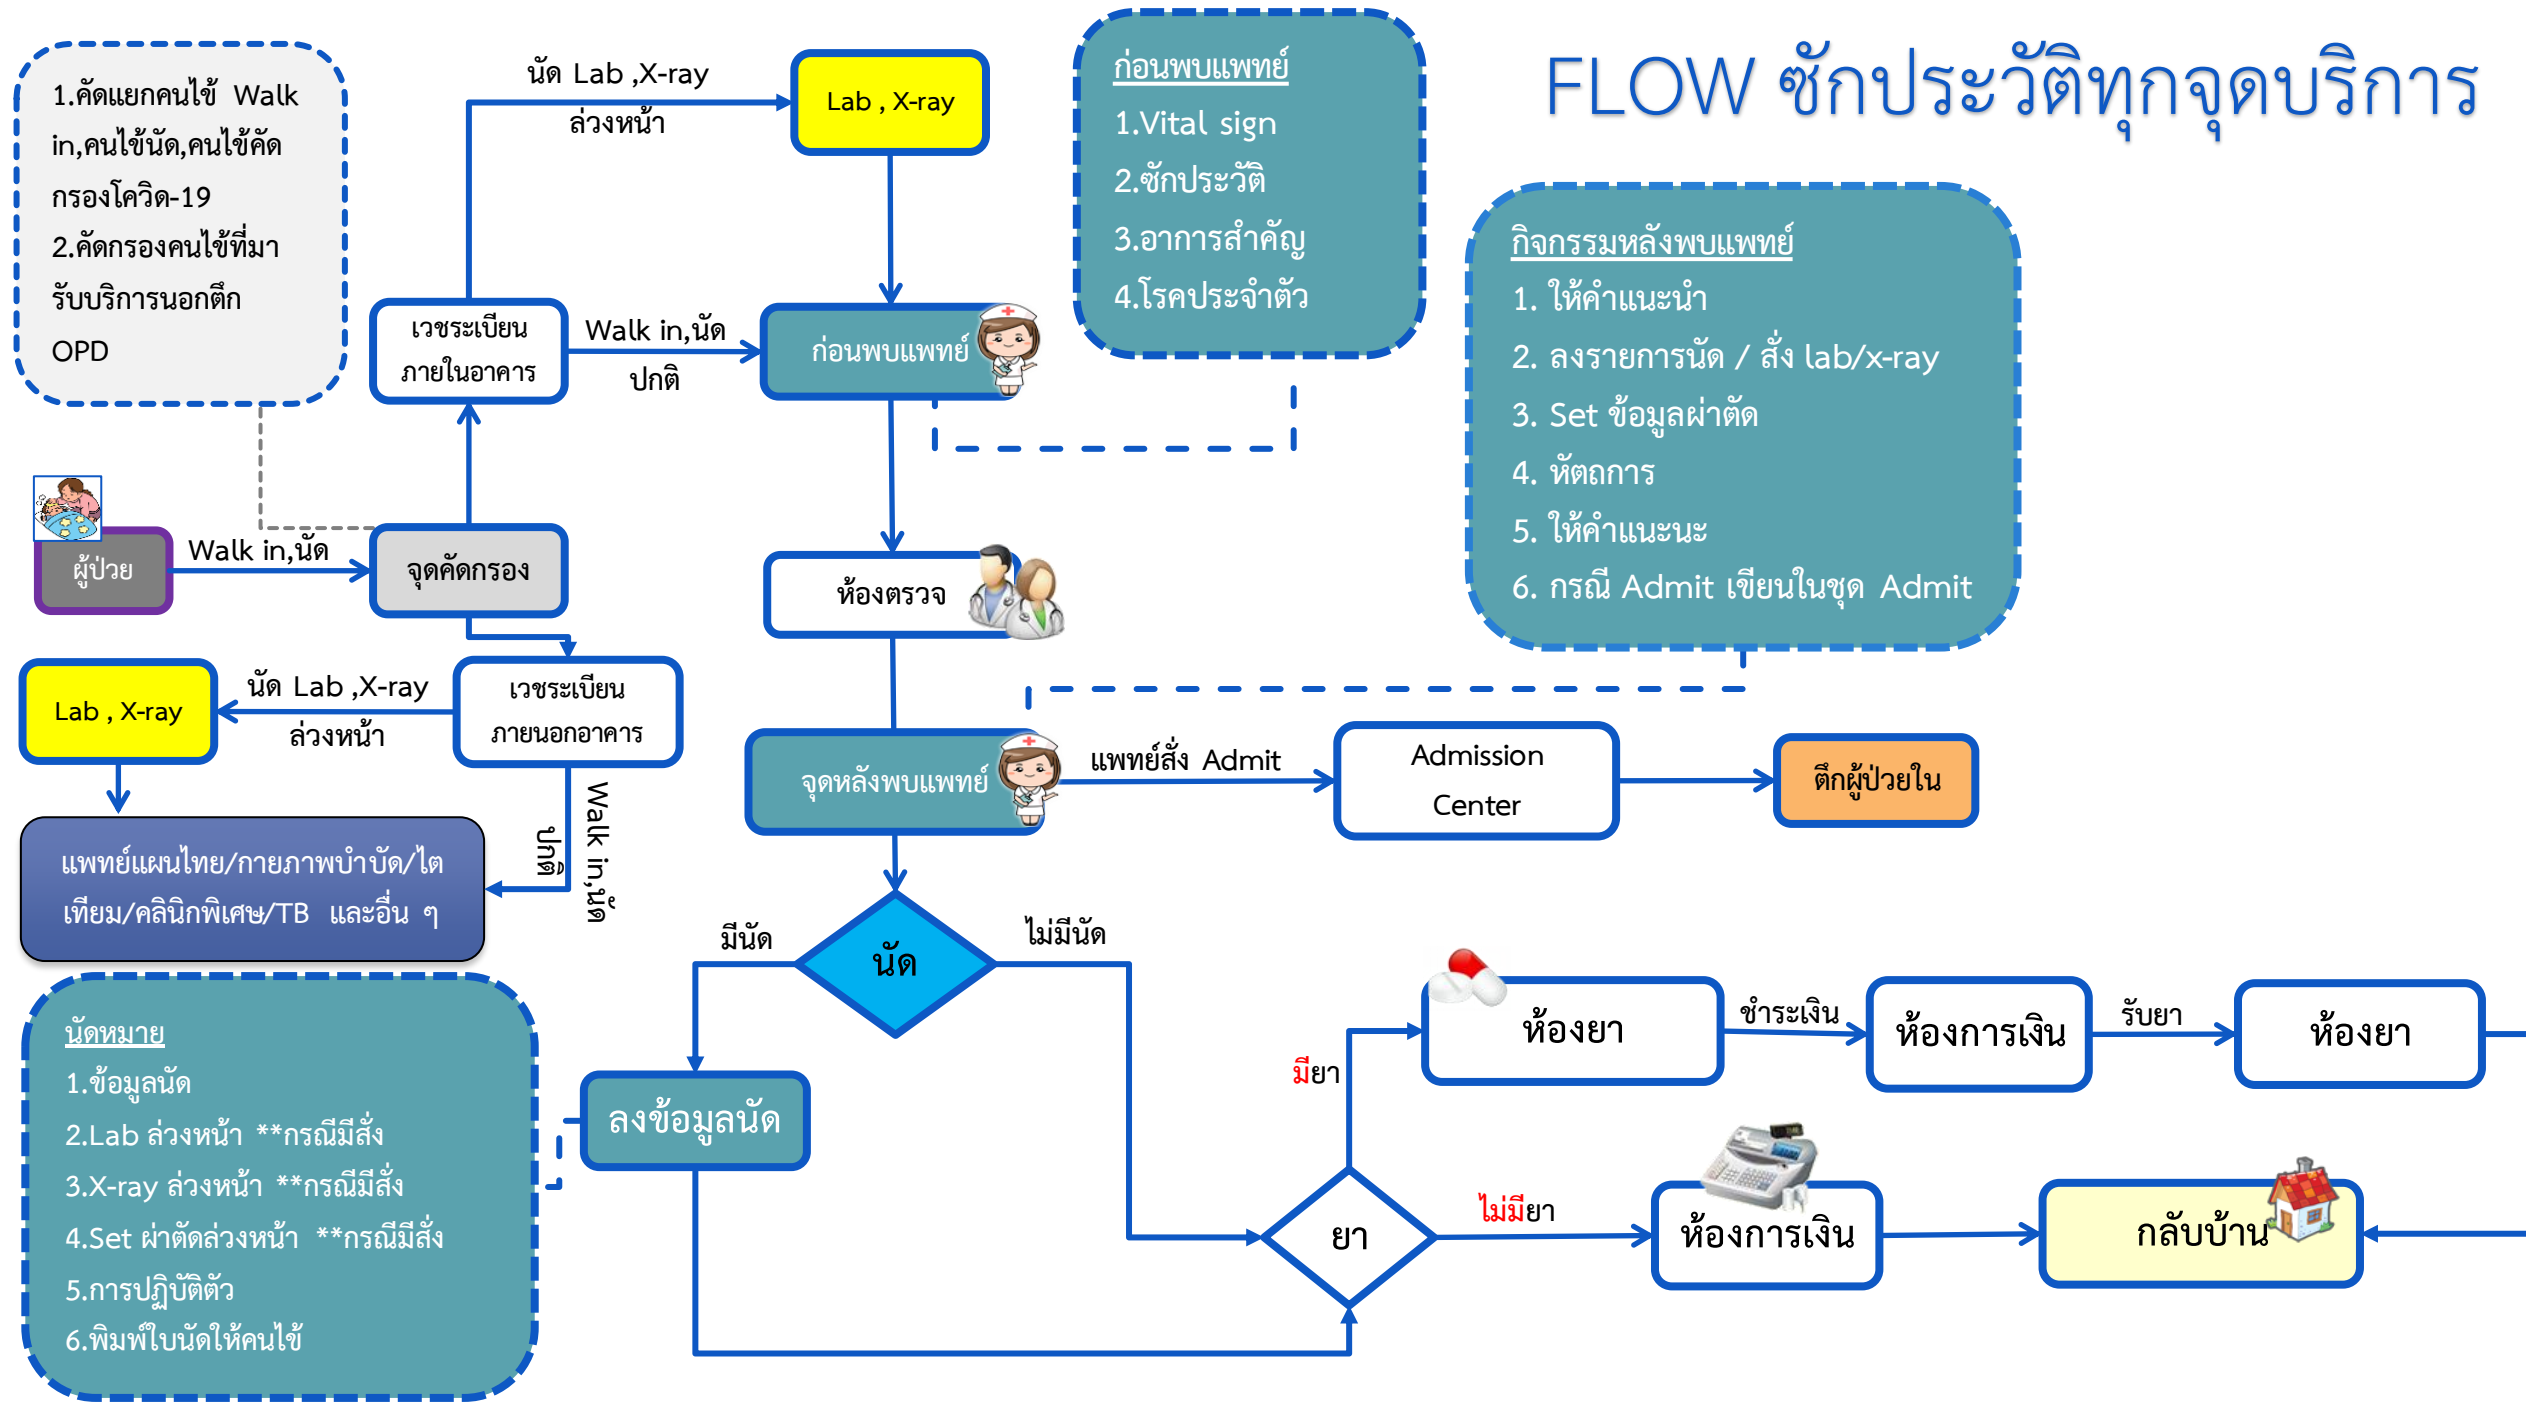 FLOW ซักประวัติทุกจุดบริการ
1.คัดแยกคนไข้ Walk
in,คนไข้นัด,คนไข้คัด
กรองโควิด-19
2.คัดกรองคนไข้ที่มา
รับบริการนอกตึก
OPD
นัด Lab ,X-ray
ล่วงหน้า
Lab , X-ray
ก่อนพบแพทย์
1.Vital sign
2.ซักประวัติ
3.อาการสำคัญ
4.โรคประจำตัว
กิจกรรมหลังพบแพทย์
1. ให้คำแนะนำ
2. ลงรายการนัด / สั่ง lab/x-ray
3. Set ข้อมูลผ่าตัด
4. หัตถการ
5. ให้คำแนะนะ
6. กรณี Admit เขียนในชุด Admit
เวชระเบียน
ภายในอาคาร
Walk in,นัด
ปกติ
ก่อนพบแพทย์
ผู้ป่วย
Walk in,นัด
จุดคัดกรอง
ห้องตรวจ
Lab , X-ray
นัด Lab ,X-ray
ล่วงหน้า
เวชระเบียน
ภายนอกอาคาร
Walk in,นัด
ปกติ
แพทย์แผนไทย/กายภาพบำบัด/ไต
เทียม/คลินิกพิเศษ/TB และอื่น ๆ
จุดหลังพบแพทย์
แพทย์สั่ง Admit
Admission
Center
ตึกผู้ป่วยใน
มีนัด
นัด
ไม่มีนัด
นัดหมาย
1.ข้อมูลนัด
2.Lab ล่วงหน้า **กรณีมีสั่ง
3.X-ray ล่วงหน้า **กรณีมีสั่ง
4.Set ผ่าตัดล่วงหน้า **กรณีมีสั่ง
5.การปฏิบัติตัว
6.พิมพ์ใบนัดให้คนไข้
ลงข้อมูลนัด
มียา
ห้องยา
ชำระเงิน
ห้องการเงิน
รับยา
ห้องยา
ยา
ไม่มียา
ห้องการเงิน
กลับบ้าน